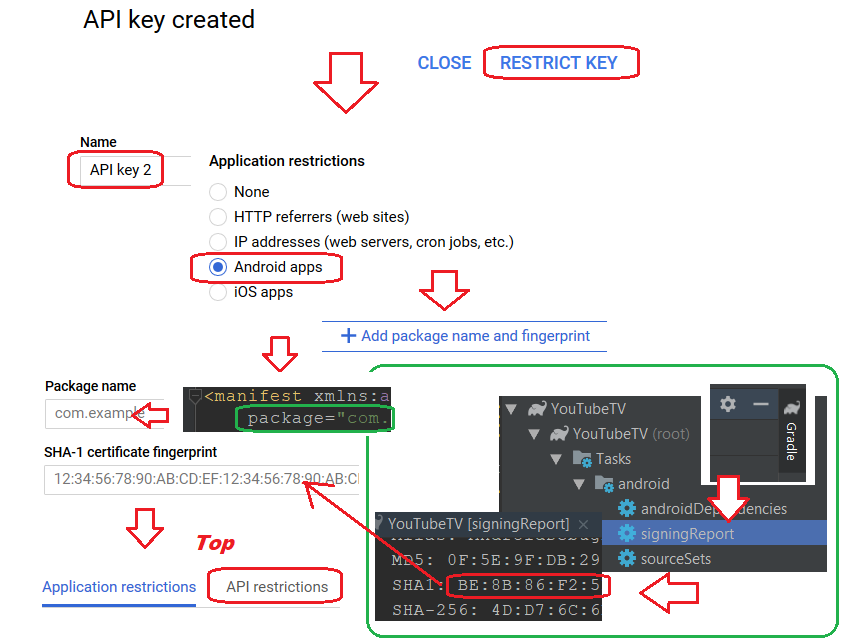 API key created
CLOSE RESTRICT KEY
Name
API key 2
Application restrictions
None
HTTP referrers (web sites)
IP addresses (web servers, cron jobs, etc.)
Android apps
iOS apps
+ Add package name and fingerprint
Package name
com.example
<manifest xmlns:a
package="com.
SHA-1 certificate fingerprint
12:34:56:78:90:AB:CD:EF:12:34:56:78:90:AB:C
Top
Application restrictions
API restrictions
YouTubeTV
YouTubeTV (root)
Tasks
android
androidDependencies
signingReport
sourceSets
Gradle
YouTubeTV [signingReport]
MD5: 0F:5E:9F:DB:29
SHA1: BE:8B:86:F2:5
SHA-256: 4D:D7:6C:6